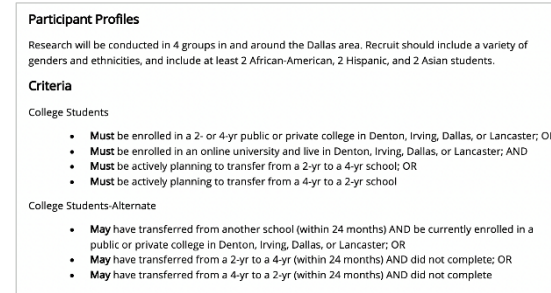 Participant Profiles
Research will be conducted in 4 groups in and around the Dallas area. Recruit should include a variety of
genders and ethnicities, and include at least 2 African-American, 2 Hispanic, and 2 Asian students.
Criteria
College Students
• Must be enrolled in a 2- or 4-yr public or private college in Denton, Irving, Dallas, or Lancaster;
• Must be enrolled in an online university and live in Denton, Irving, Dallas, or Lancaster; AND
• Must be actively planning to transfer from a 2-yr to a 4-yr school; OR
• Must be actively planning to transfer from a 4-yr to a 2-yr school
College Students-Alternate
• May have transferred from another school (within 24 months) AND be currently enrolled in a
public or private college in Denton, Irving, Dallas, or Lancaster; OR
• May have transferred from a 2-yr to a 4-yr (within 24 months) AND did not complete; OR
• May have transferred from a 4-yr to a 2-yr (within 24 months) AND did not complete